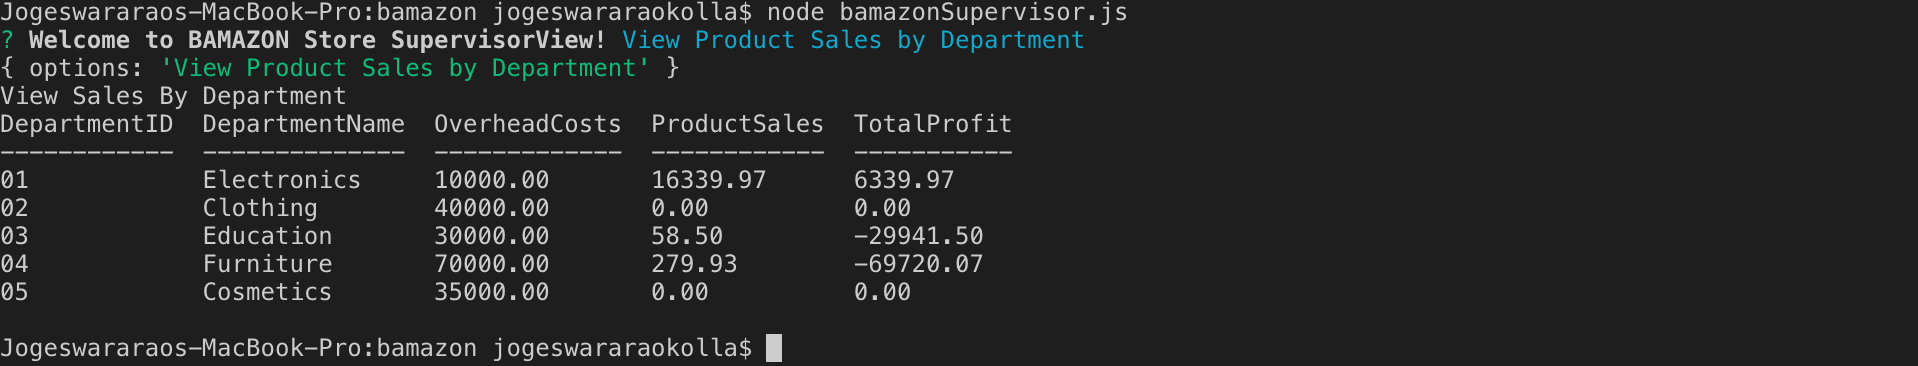 Jogeswararaos-MacBook-Pro:bamazon jogeswararaokolla$ node bamazonSupervisor.js
? Welcome to BAMAZON Store SupervisorView! View Product Sales by Department
{ options: 'View Product Sales by Department' }
View Sales By Department
DepartmentID  DepartmentName  OverheadCosts  ProductSales  TotalProfit
------------  --------------  -------------  ------------  -----------
01            Electronics     10000.00       16339.97      6339.97
02            Clothing        40000.00       0.00          0.00
03            Education       30000.00       58.50         -29941.50
04            Furniture       70000.00       279.93        -69720.07
05            Cosmetics       35000.00       0.00          0.00
Jogeswararaos-MacBook-Pro:bamazon jogeswararaokolla$